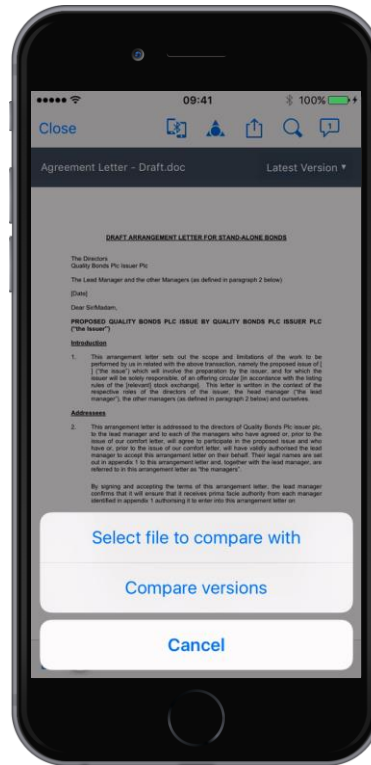 09:41
100%
Close
1
Agreement Letter - Draft.doc
Latest Version
DRAFT ARRANGEMENT LETTER FOR STAND-ALONE BONDS
The Directors
Quality Bonds Plc Issuer Plc
The Lead Manager and the other Managers (as defined in paragraph 2 below)
[Date]
Dear Sir/Madam,
PROPOSED QUALITY BONDS PLC ISSUE BY QUALITY BONDS PLC ISSUER PLC
("the Issuer")
Introduction
1. This arrangement letter sets out the scope and limitations of the work to be
performed by us in related with the above transaction, namely the proposed issue of [
] ("the issue") which will involve the preparation by the issuer, and for which the
issuer will be solely responsible, of an offering circular [in accordance with the listing
rules of the [relevant] stock exchange]. This letter is written in the context of the
respective roles of the directors of the issuer, the head manager ("the lead
manager"), the other managers (as defined in paragraph 2 below) and ourselves.
Addressees
2. This arrangement letter is addressed to the directors of Quality Bonds Plc issuer plc,
to the lead manager and to each of the managers who have agreed or, prior to the
issue of our comfort letter, will agree to participate in the proposed issue and who
have or, prior to the issue of our comfort letter, will have validly authorised the lead
manager to accept this arrangement letter on their behalf. Their legal names are set
out in appendix 1 to this arrangement letter and, together with the lead manager, are
referred to in this arrangement letter as "the managers".
By signing and accepting the terms of this arrangement letter, the lead manager
confirms that it will ensure that it receives prima facie authority from each manager
identified in appendix 1 authorising it to enter into this arrangement letter on
Select file to compare with
Compare versions
Cancel